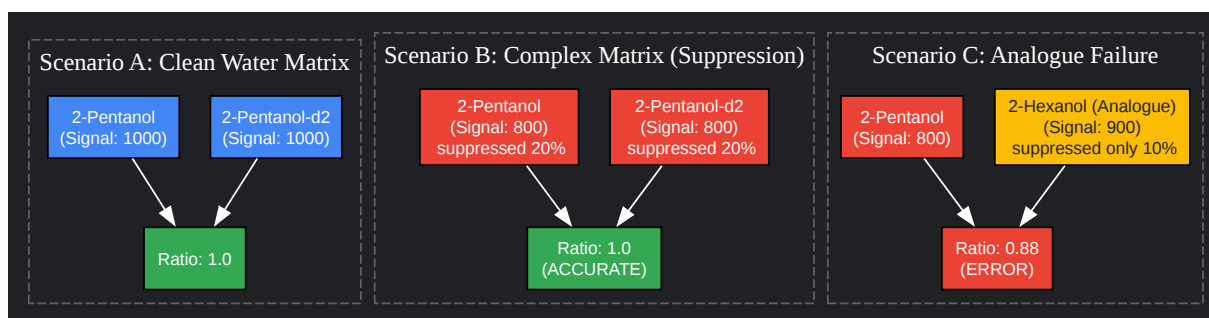 Scenario A: Clean Water Matrix
2-Pentanol
(Signal: 1000)
2-Pentanol-d2
(Signal: 1000)
Ratio: 1.0
Scenario B: Complex Matrix (Suppression)
2-Pentanol
(Signal: 800)
suppressed 20%
2-Pentanol-d2
(Signal: 800)
suppressed 20%
Ratio: 1.0
(ACCURATE)
Scenario C: Analogue Failure
2-Pentanol
(Signal: 800)
2-Hexanol (Analogue)
(Signal: 900)
suppressed only 10%
Ratio: 0.88
(ERROR)